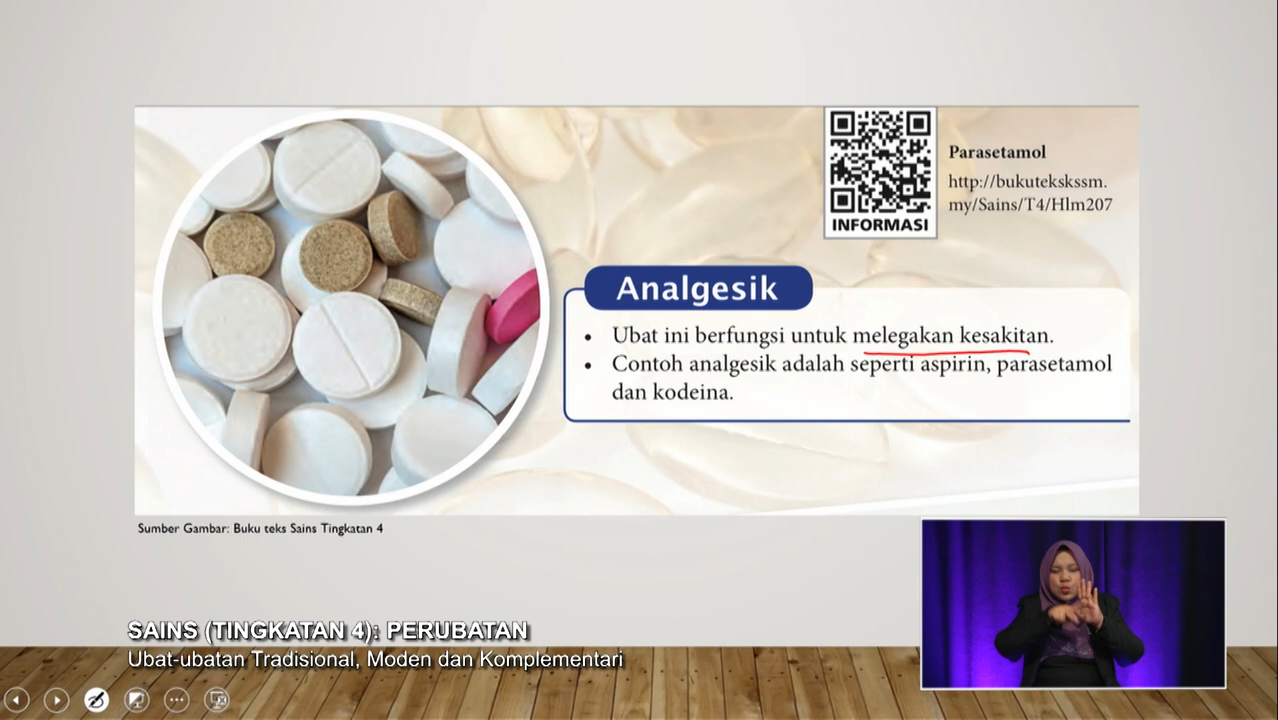 INFORMASI
Parasetamol
http://buku­tekskssm.
my/Sains/T4/Hlm207
Analgesik
• Ubat ini berfungsi untuk melegakan kesakitan.
• Contoh analgesik adalah seperti aspirin, parasetamol
dan kodeina.
Sumber Gambar: Buku teks Sains Tingkatan 4
SAINS (TINGKATAN 4): PERUBATAN
Ubat-ubatan Tradisional, Moden dan Komplementari